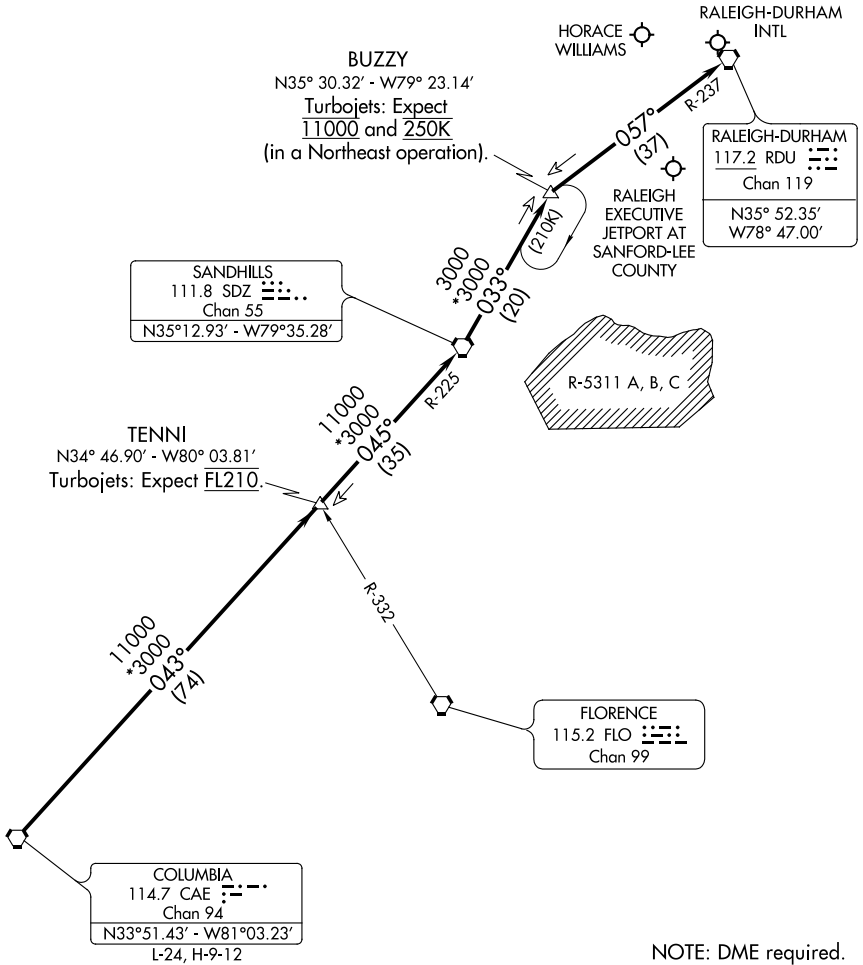 RALEIGH-DURHAM
INTL
HORACE
WILLIAMS
BUZZY
N35° 30.32' - W79° 23.14'
Turbojets: Expect
11000 and 250K
(in a Northeast operation).
R-237
057°
(37)
RALEIGH-DURHAM
117.2 RDU
Chan 119
N35° 52.35'
W78° 47.00'
RALEIGH
EXECUTIVE
JETPORT AT
SANFORD-LEE
COUNTY
(210K)
SANDHILLS
111.8 SDZ
Chan 55
N35°12.93' - W79°35.28'
3000
*3000
033°
(20)
R-5311 A, B, C
R-225
11000
*3000
045°
(35)
TENNI
N34° 46.90' - W80° 03.81'
Turbojets: Expect FL210.
R-332
11000
*3000
043°
(74)
FLORENCE
115.2 FLO
Chan 99
COLUMBIA
114.7 CAE
Chan 94
N33°51.43' - W81°03.23'
L-24, H-9-12
NOTE: DME required.